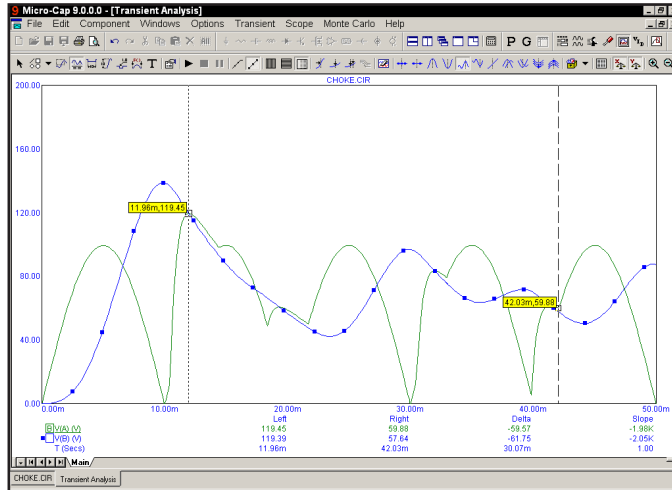 Micro-Cap 9.0.0.0 - [Transient Analysis]
File Edit Component Windows Options Transient Scope Monte Carlo Help
CHOKE.CIR
200.00
160.00
120.00
80.00
40.00
0.00
11.96m,119.45
42.03m,59.88
0.00m 10.00m 20.00m 30.00m 40.00m 50.00m
Left Right Delta Slope
V(A) (V) 119.45 59.88 -59.57 -1.98K
V(B) (V) 119.39 57.64 -61.75 -2.05K
T (Secs) 11.96m 42.03m 30.07m 1.00
Main
CHOKE.CIR Transient Analysis